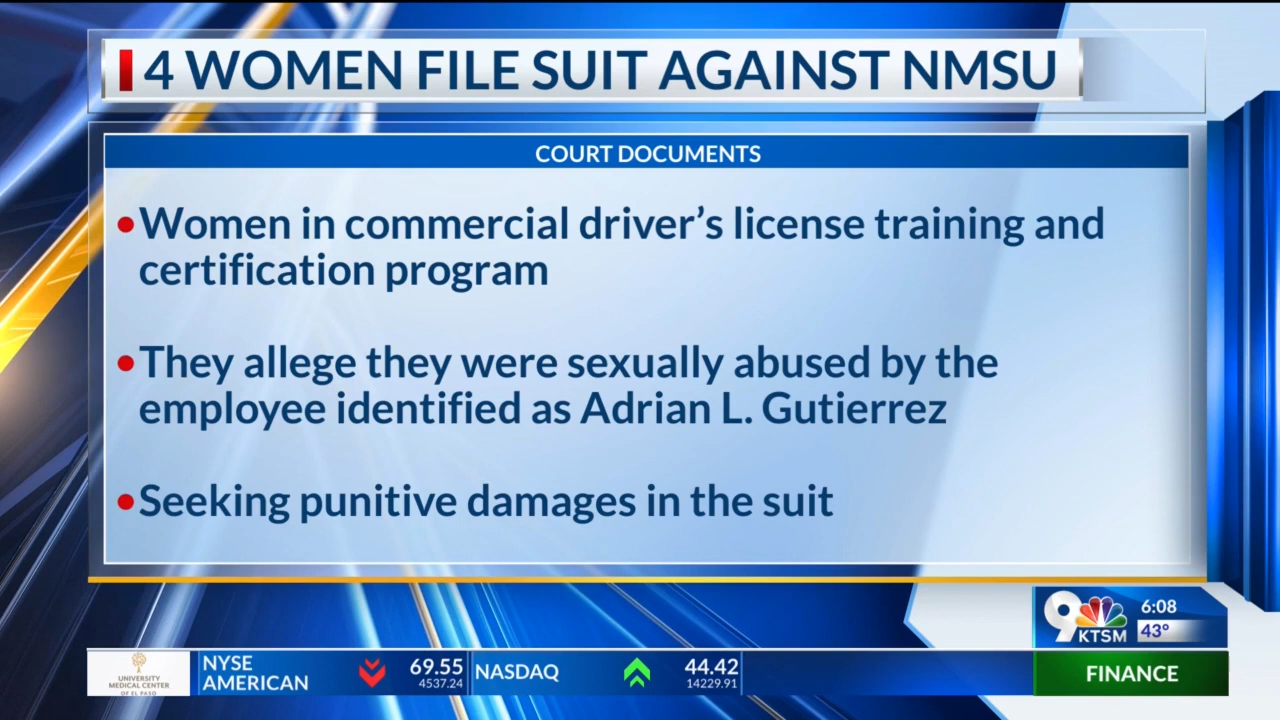 4 WOMEN FILE SUIT AGAINST NMSU
COURT DOCUMENTS
•Women in commercial driver’s license training and
certification program
•They allege they were sexually abused by the
employee identified as Adrian L. Gutierrez
•Seeking punitive damages in the suit
9 KTSM
6:08
43°
UNIVERSITY
MEDICAL CENTER
OF EL PASO
NYSE
AMERICAN
69.55
4537.24
NASDAQ
44.42
14229.91
FINANCE